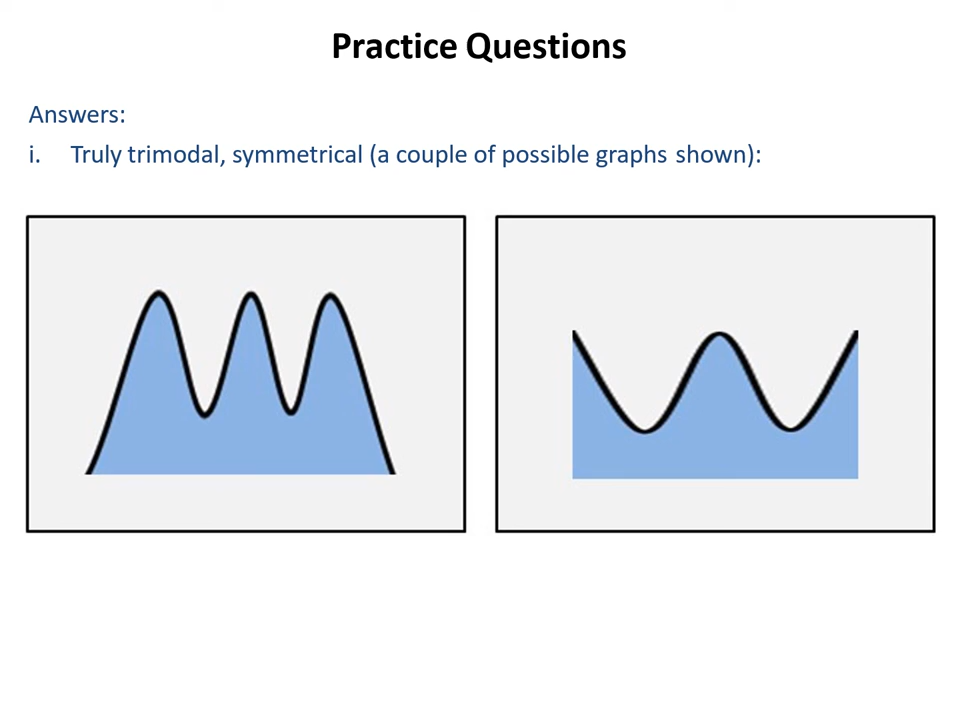 Practice Questions
Answers:
i. Truly trimodal, symmetrical (a couple of possible graphs shown):